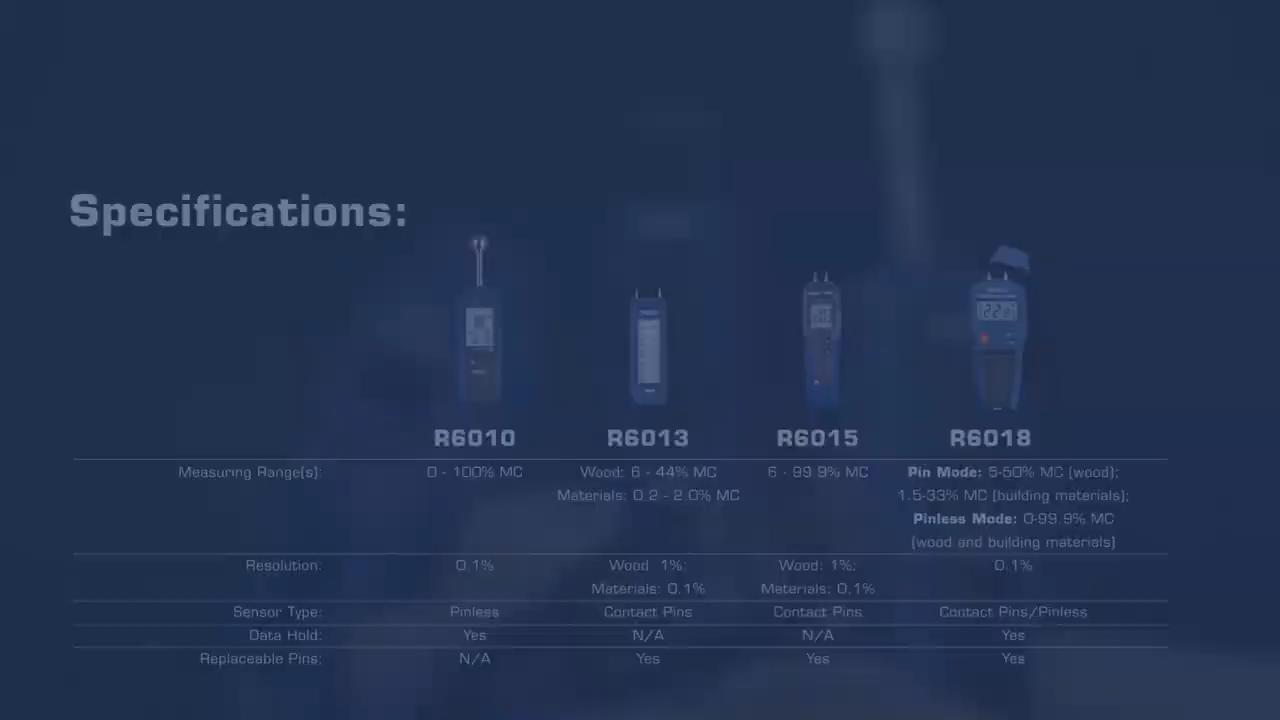 Specifications:
R6010 R6013 R6015 R6018
Measuring Range(s): 0 - 100% MC Wood: 6 - 44% MC 6 - 99.9% MC Pin Mode: 5-50% MC (wood);
Materials: 0.2 - 2.0% MC 1.5-33% MC (building materials);
Pinless Mode: 0-99.9% MC
(wood and building materials)
Resolution: 0.1% Wood 1%; Wood: 1%; 0.1%
Materials: 0.1% Materials: 0.1%
Sensor Type: Pinless Contact Pins Contact Pins Contact Pins/Pinless
Data Hold: Yes N/A N/A Yes
Replaceable Pins: N/A Yes Yes Yes